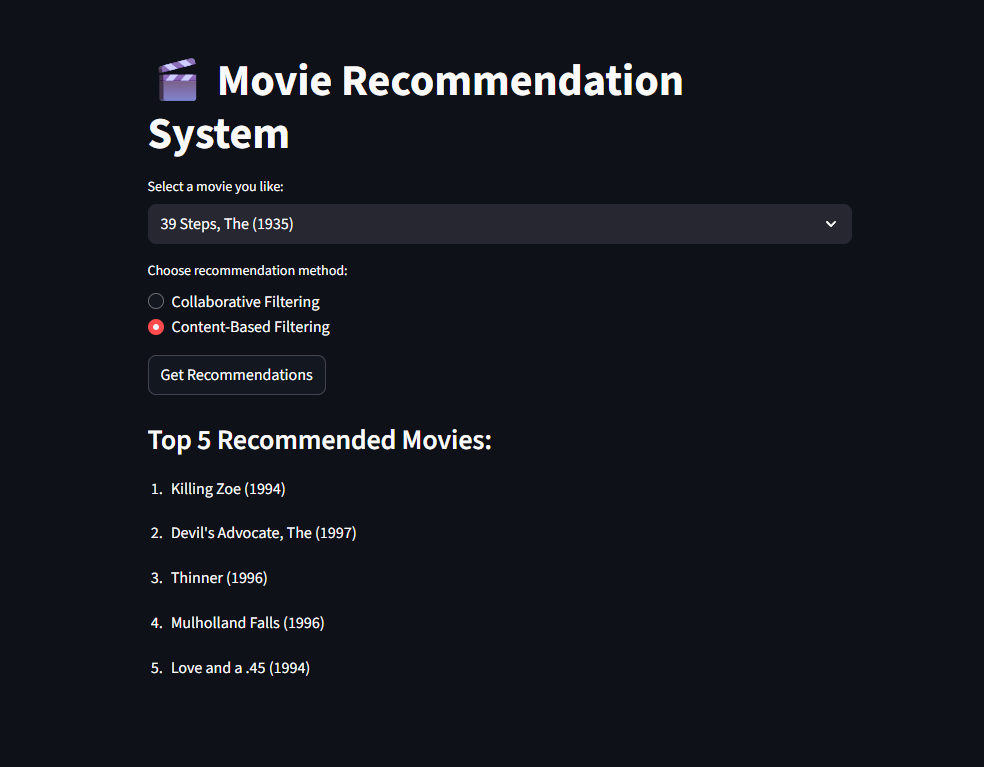 Movie Recommendation
System
Select a movie you like:
39 Steps, The (1935)
Choose recommendation method:
Collaborative Filtering
Content-Based Filtering
Get Recommendations
Top 5 Recommended Movies:
1. Killing Zoe (1994)
2. Devil's Advocate, The (1997)
3. Thinner (1996)
4. Mulholland Falls (1996)
5. Love and a .45 (1994)